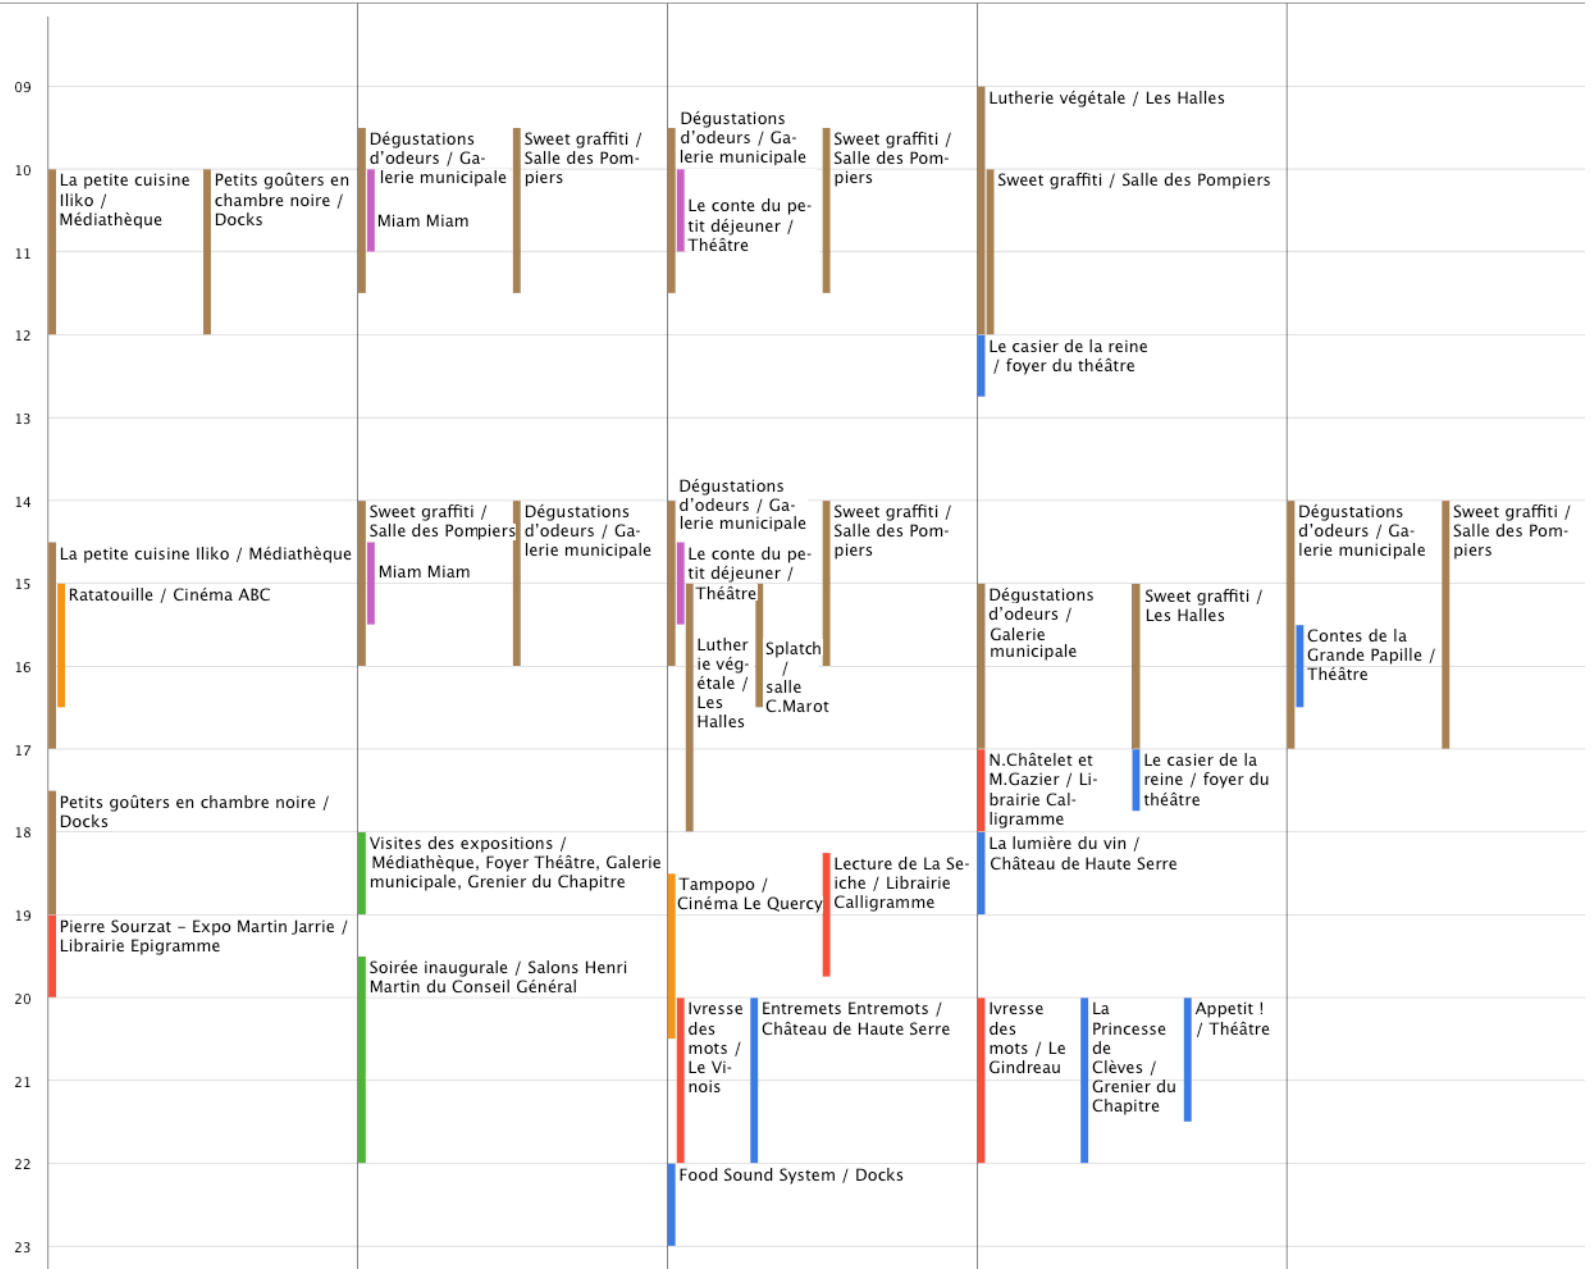 09
10
11
12
13
14
15
16
17
18
19
20
21
22
23
La petite cuisine
Iliko /
Médiathèque
Petits goûters en
chambre noire /
Docks
La petite cuisine Iliko / Médiathèque
Ratatouille / Cinéma ABC
Petits goûters en chambre noire /
Docks
Pierre Sourzat – Expo Martin Jarrie /
Librairie Epigramme
Dégustations
d'odeurs / Ga-
lerie municipale
Miam Miam
Sweet graffiti /
Salle des Pom-
piers
Sweet graffiti /
Salle des Pompiers
Miam Miam
Dégustations
d'odeurs / Ga-
lerie municipale
Visites des expositions /
Médiathèque, Foyer Théâtre, Galerie
municipale, Grenier du Chapitre
Soirée inaugurale / Salons Henri
Martin du Conseil Général
Dégustations
d'odeurs / Ga-
lerie municipale
Le conte du pe-
tit déjeuner /
Théâtre
Sweet graffiti /
Salle des Pom-
piers
Dégustations
d'odeurs / Ga-
lerie municipale
Le conte du pe-
tit déjeuner /
Théâtre
Luther
ie vég-
étale /
Les
Halles
Splatch
/
salle
C.Marot
Sweet graffiti /
Salle des Pom-
piers
Tampopo /
Cinéma Le Quercy
Lecture de La Se-
iche / Librairie
Calligramme
Ivresse
des
mots /
Le Vi-
nois
Entremets Entremots /
Château de Haute Serre
Food Sound System / Docks
Lutherie végétale / Les Halles
Sweet graffiti / Salle des Pompiers
Le casier de la reine
/ foyer du théâtre
Dégustations
d'odeurs /
Galerie
municipale
Sweet graffiti /
Les Halles
N.Châtelet et
M.Gazier / Li-
brairie Cal-
ligramme
Le casier de la
reine / foyer du
théâtre
La lumière du vin /
Château de Haute Serre
Ivresse
des
mots / Le
Gindreau
La
Princesse
de
Clèves /
Grenier du
Chapitre
Appetit !
/ Théâtre
Dégustations
d'odeurs / Ga-
lerie municipale
Contes de la
Grande Papille /
Théâtre
Sweet graffiti /
Salle des Pom-
piers